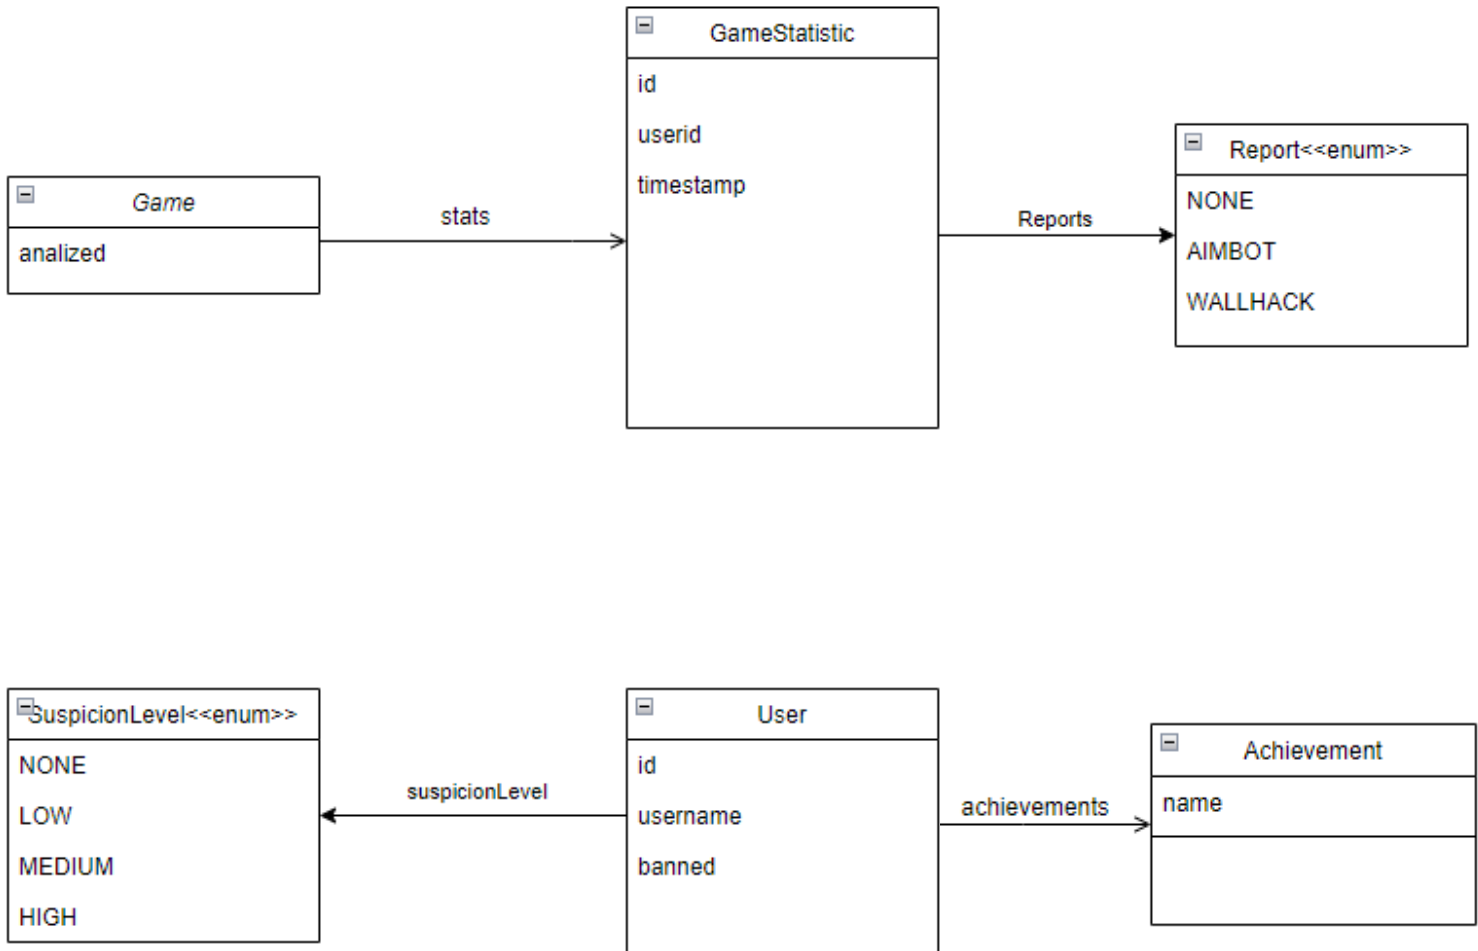 GameStatistic
id
userid
timestamp
Report<<enum>>
NONE
AIMBOT
WALLHACK
Game
analized
stats
Reports
SuspicionLevel<<enum>>
NONE
LOW
MEDIUM
HIGH
suspicionLevel
User
id
username
banned
achievements
Achievement
name